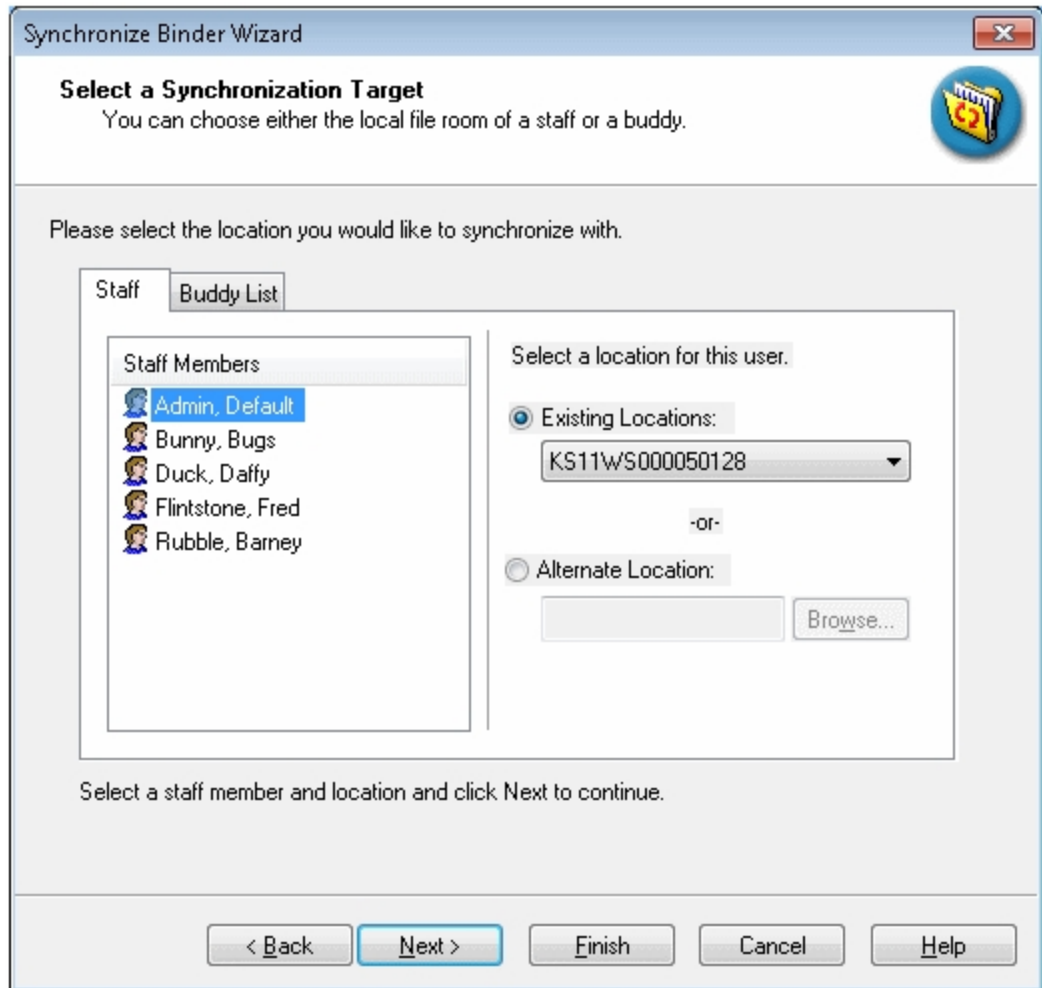 Synchronize Binder Wizard
Select a Synchronization Target
You can choose either the local file room of a staff or a buddy.
Please select the location you would like to synchronize with.
Staff
Buddy List
Staff Members
Admin, Default
Bunny, Bugs
Duck, Daffy
Flintstone, Fred
Rubble, Barney
Select a location for this user.
Existing Locations:
KS11WS000050128
-or-
Alternate Location:
Browse...
Select a staff member and location and click Next to continue.
< Back
Next >
Finish
Cancel
Help